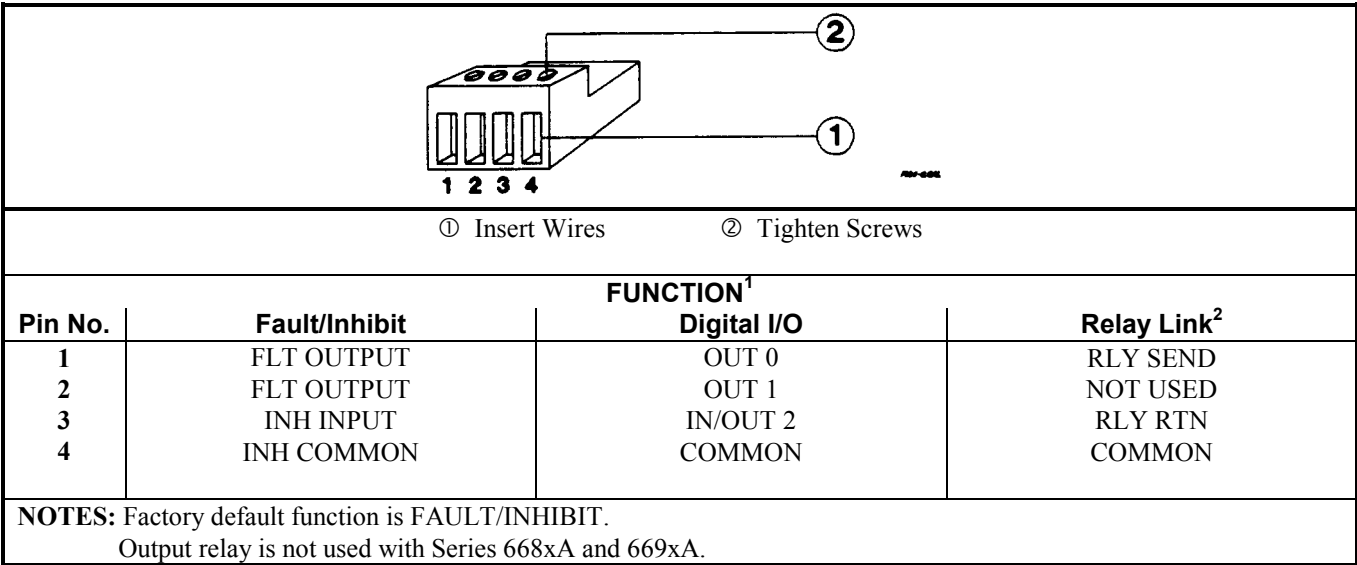 2
1
1 2 3 4
① Insert Wires ② Tighten Screws
FUNCTION1
Pin No. Fault/Inhibit Digital I/O Relay Link2
1 FLT OUTPUT OUT 0 RLY SEND
2 FLT OUTPUT OUT 1 NOT USED
3 INH INPUT IN/OUT 2 RLY RTN
4 INH COMMON COMMON COMMON
NOTES: Factory default function is FAULT/INHIBIT.
Output relay is not used with Series 668xA and 669xA.